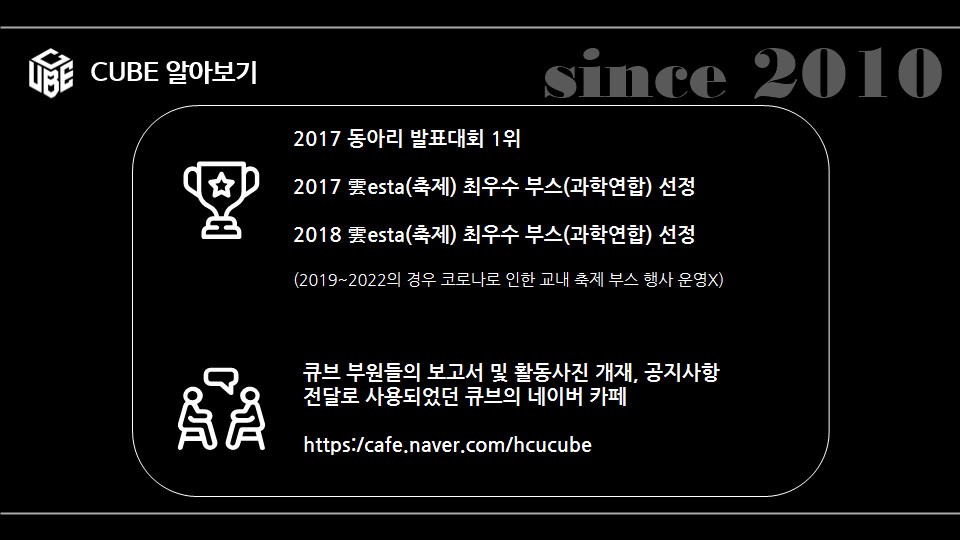 CUBE
CUBE 알아보기
since 2010
2017 동아리 발표대회 1위
2017 雲esta(축제) 최우수 부스(과학연합) 선정
2018 雲esta(축제) 최우수 부스(과학연합) 선정
(2019~2022의 경우 코로나로 인한 교내 축제 부스 행사 운영X)
큐브 부원들의 보고서 및 활동사진 개재, 공지사항
전달로 사용되었던 큐브의 네이버 카페
https:/cafe.naver.com/hcucube